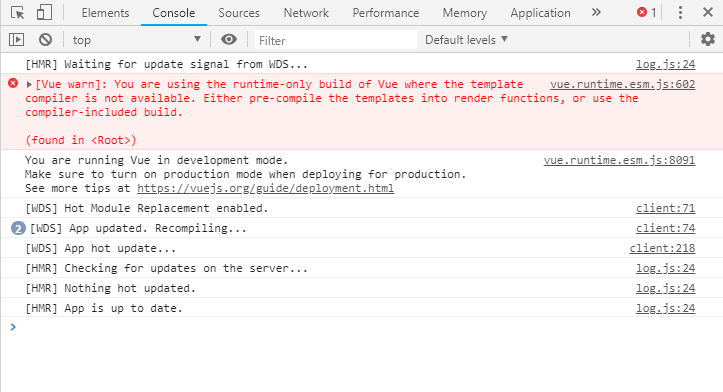 Elements Console Sources Network Performance Memory Application » 1
top Filter Default levels
[HMR] Waiting for update signal from WDS... log.js:24
[Vue warn]: You are using the runtime-only build of Vue where the template vue.runtime.esm.js:602
compiler is not available. Either pre-compile the templates into render functions, or use the
compiler-included build.
(found in <Root>)
You are running Vue in development mode. vue.runtime.esm.js:8091
Make sure to turn on production mode when deploying for production.
See more tips at https://vuejs.org/guide/deployment.html
[WDS] Hot Module Replacement enabled. client:71
2 [WDS] App updated. Recompiling... client:74
[WDS] App hot update... client:218
[HMR] Checking for updates on the server... log.js:24
[HMR] Nothing hot updated. log.js:24
[HMR] App is up to date. log.js:24